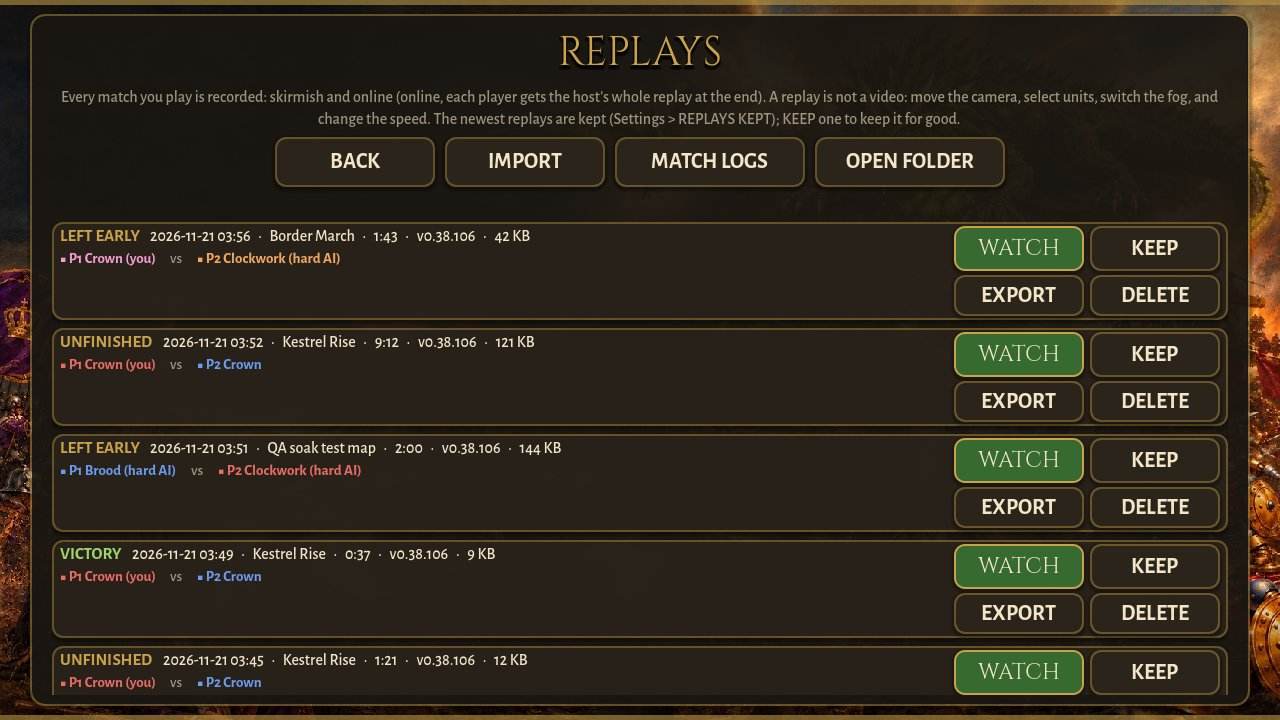 REPLAYS
Every match you play is recorded: skirmish and online (online, each player gets the host's whole replay at the end). A replay is not a video: move the camera, select units, switch the fog, and
change the speed. The newest replays are kept (Settings > REPLAYS KEPT); KEEP one to keep it for good.
BACK IMPORT MATCH LOGS OPEN FOLDER
LEFT EARLY 2026-11-21 03:56 · Border March · 1:43 · v0.38.106 · 42 KB
WATCH KEEP
▪ P1 Crown (you) vs ▪ P2 Clockwork (hard AI)
EXPORT DELETE
UNFINISHED 2026-11-21 03:52 · Kestrel Rise · 9:12 · v0.38.106 · 121 KB
WATCH KEEP
▪ P1 Crown (you) vs ▪ P2 Crown
EXPORT DELETE
LEFT EARLY 2026-11-21 03:51 · QA soak test map · 2:00 · v0.38.106 · 144 KB
WATCH KEEP
▪ P1 Brood (hard AI) vs ▪ P2 Clockwork (hard AI)
EXPORT DELETE
VICTORY 2026-11-21 03:49 · Kestrel Rise · 0:37 · v0.38.106 · 9 KB
WATCH KEEP
▪ P1 Crown (you) vs ▪ P2 Crown
EXPORT DELETE
UNFINISHED 2026-11-21 03:45 · Kestrel Rise · 1:21 · v0.38.106 · 12 KB
WATCH KEEP
▪ P1 Crown (you) vs ▪ P2 Crown